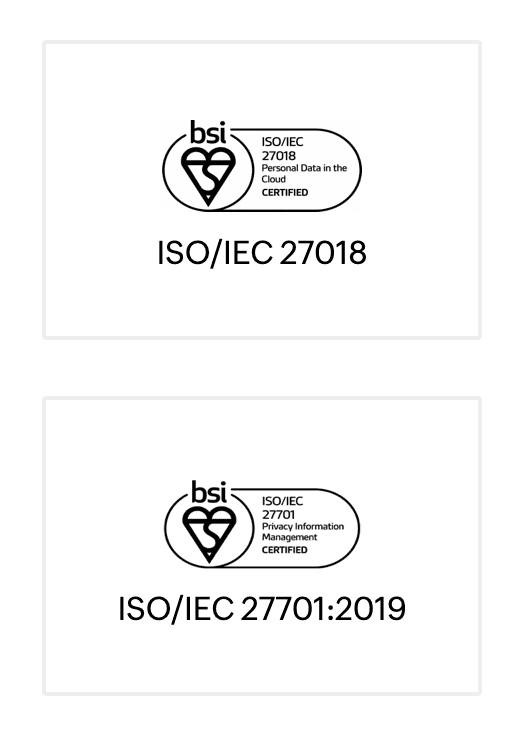 bsi
ISO/IEC
27018
Personal Data in the
Cloud
CERTIFIED
ISO/IEC 27018
bsi
ISO/IEC
27701
Privacy Information
Management
CERTIFIED
ISO/IEC 27701:2019